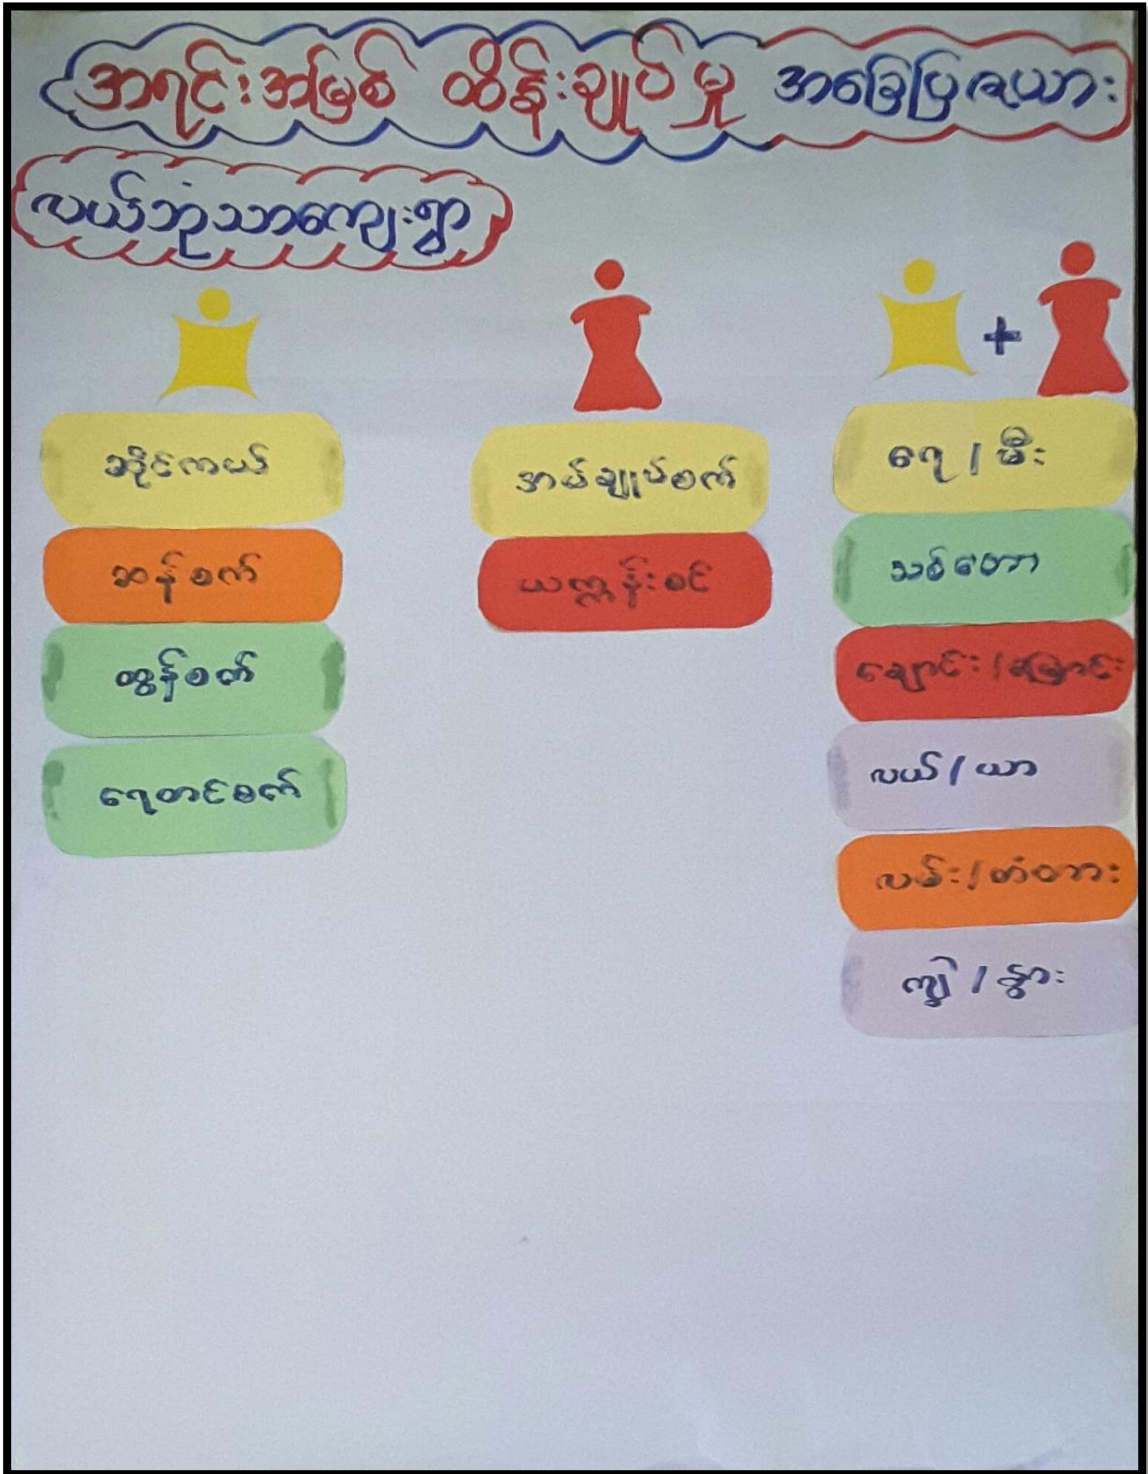 အရင်းအမြစ် ထိန်းချုပ်မှု အခြေပြဇယား
လယ်ဘုံသာကျေးရွာ
+
ဆိုင်ကယ်
ဆန်စက်
ထွန်စက်
ရေတင်စက်
အပ်ချုပ်စက်
ယက္ကန်းစင်
ရေ / မီး
သစ်တော
ချောင်း / မြောင်း
လယ် / ယာ
လမ်း / တံတား
ကျွဲ / နွား